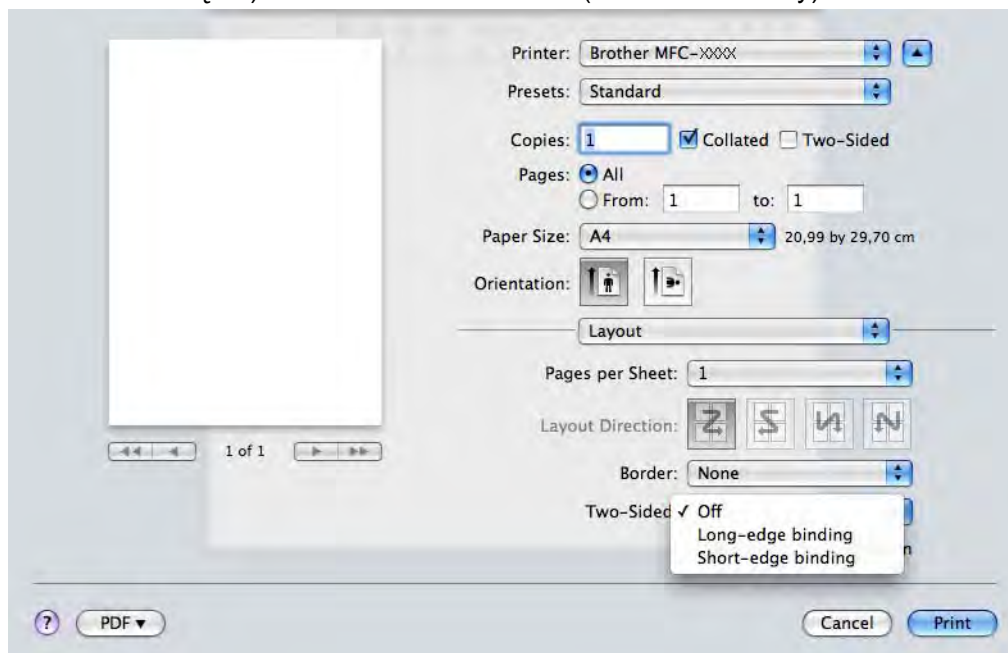 Printer: Brother MFC-XXXX
Presets: Standard
Copies: 1 Collated Two-Sided
Pages: All
From: 1 to: 1
Paper Size: A4 20,99 by 29,70 cm
Orientation:
Layout
Pages per Sheet: 1
Layout Direction:
1 of 1
Border: None
Two-Sided ✓ Off
Long-edge binding
Short-edge binding
? PDF ▼ Cancel Print